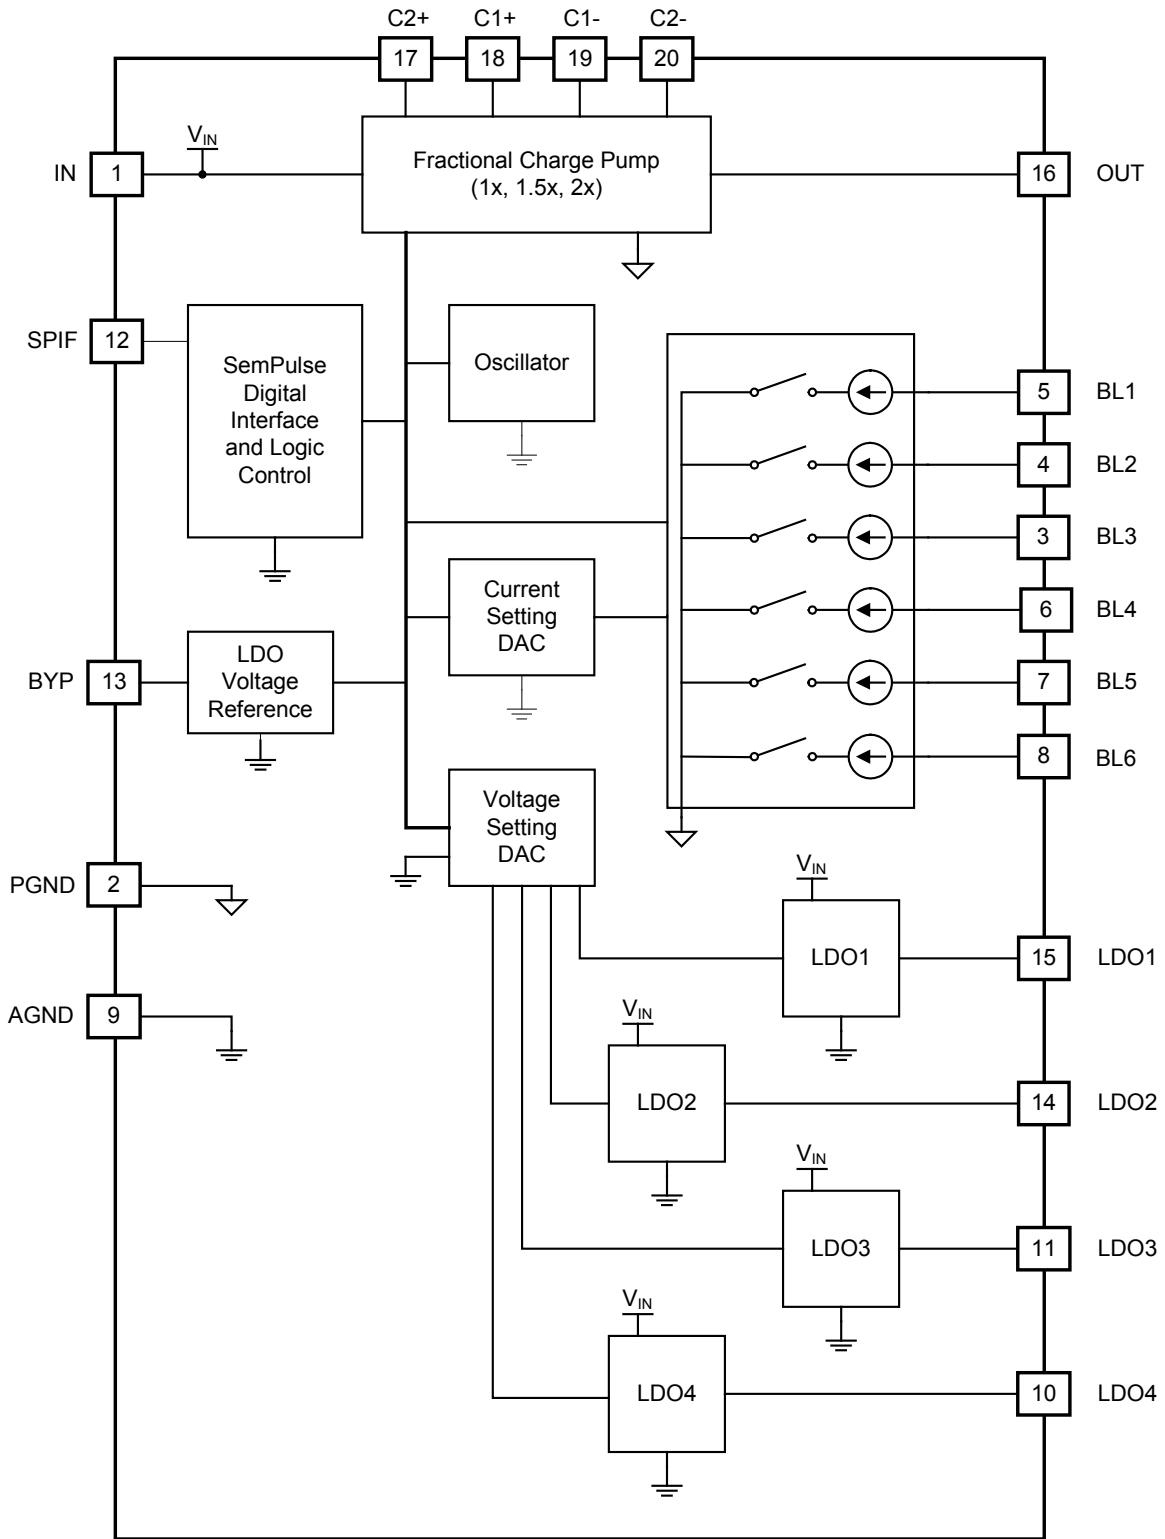 C2+ C1+ C1- C2-
17 18 19 20
VIN
IN 1
Fractional Charge Pump
(1x, 1.5x, 2x)
16 OUT
SPIF 12
SemPulse
Digital
Interface
and Logic
Control
Oscillator
5 BL1
4 BL2
3 BL3
6 BL4
7 BL5
8 BL6
Current
Setting
DAC
BYP 13
LDO
Voltage
Reference
Voltage
Setting
DAC
PGND 2
VIN
LDO1
15 LDO1
AGND 9
VIN
LDO2
14 LDO2
VIN
LDO3
11 LDO3
VIN
LDO4
10 LDO4